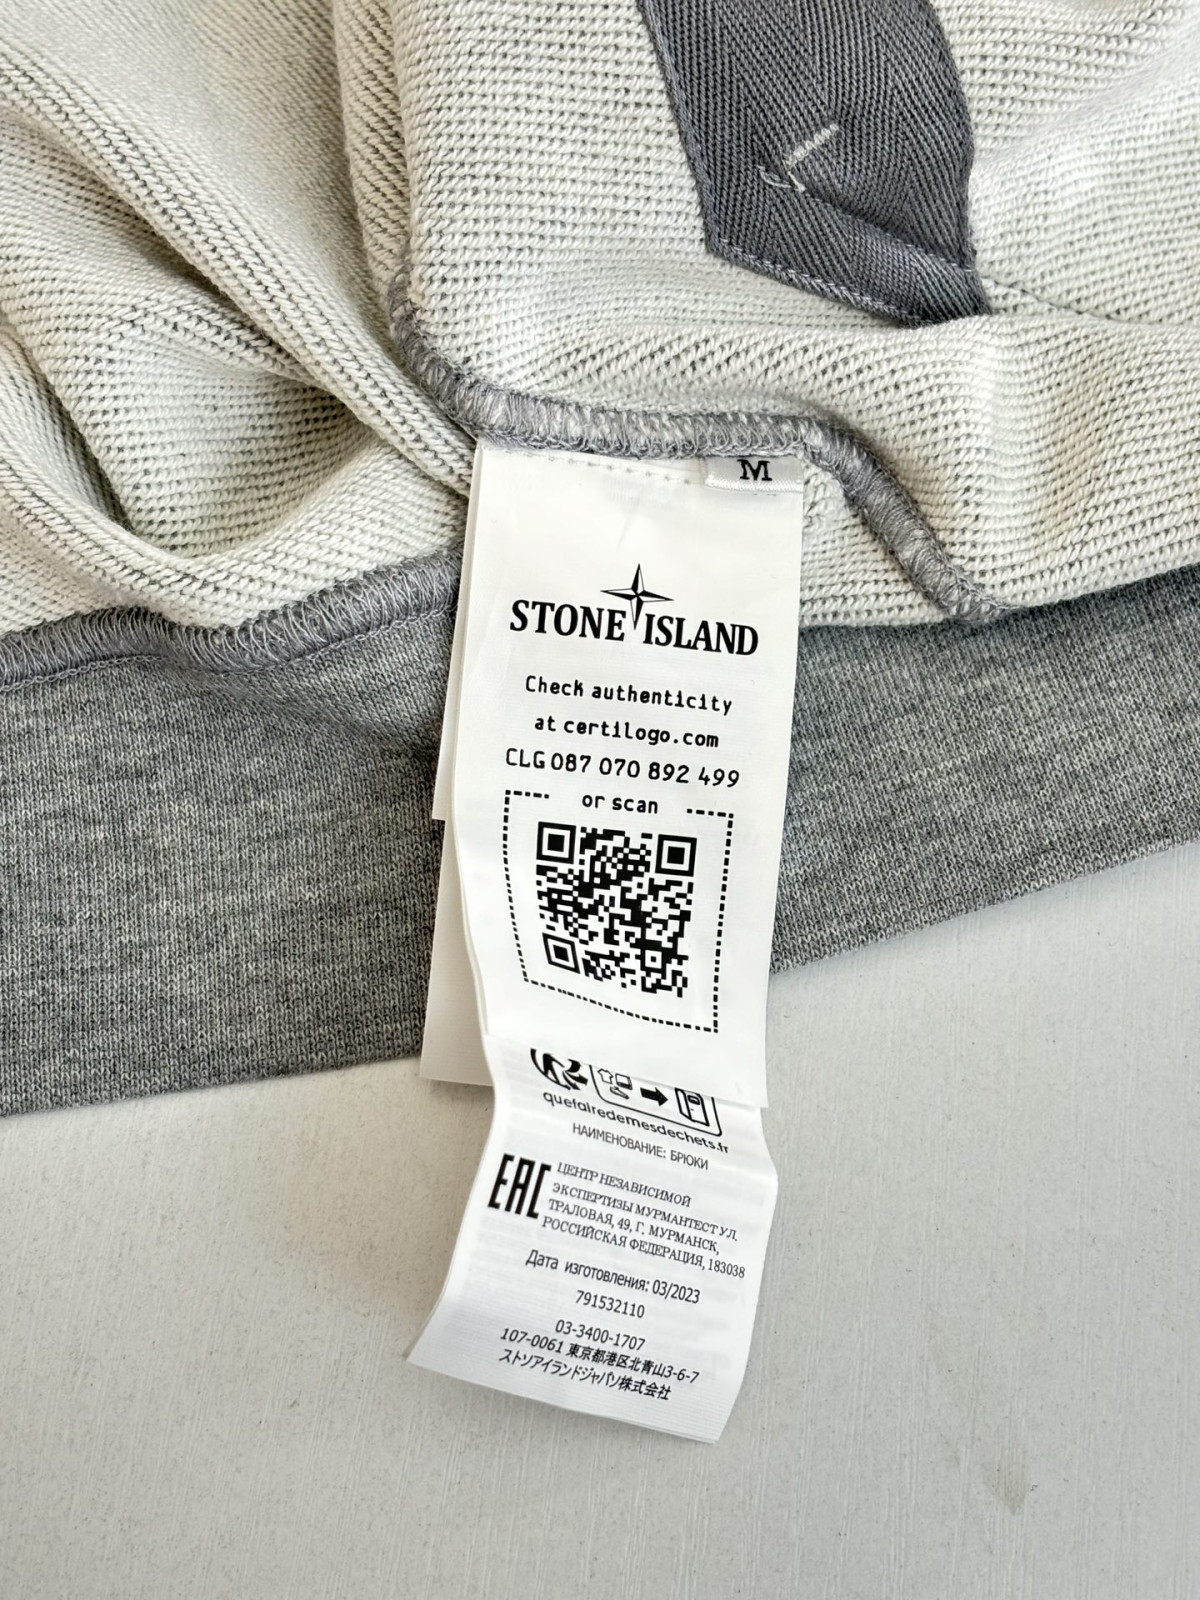 M
STONE ISLAND
Check authenticity
at certilogo.com
CLG 087 070 892 499
or scan
quefairedemesdechets.fr
НАИМЕНОВАНИЕ: БРЮКИ
EAC
ЦЕНТР НЕЗАВИСИМОЙ
ЭКСПЕРТИЗЫ МУРМАНТЕСТ УЛ.
ТРАЛОВАЯ, 49, Г. МУРМАНСК,
РОССИЙСКАЯ ФЕДЕРАЦИЯ, 183038
Дата изготовления: 03/2023
791532110
03-3400-1707
107-0061 東京都港区北青山3-6-7
ストソアイランドジャパソ株式会社